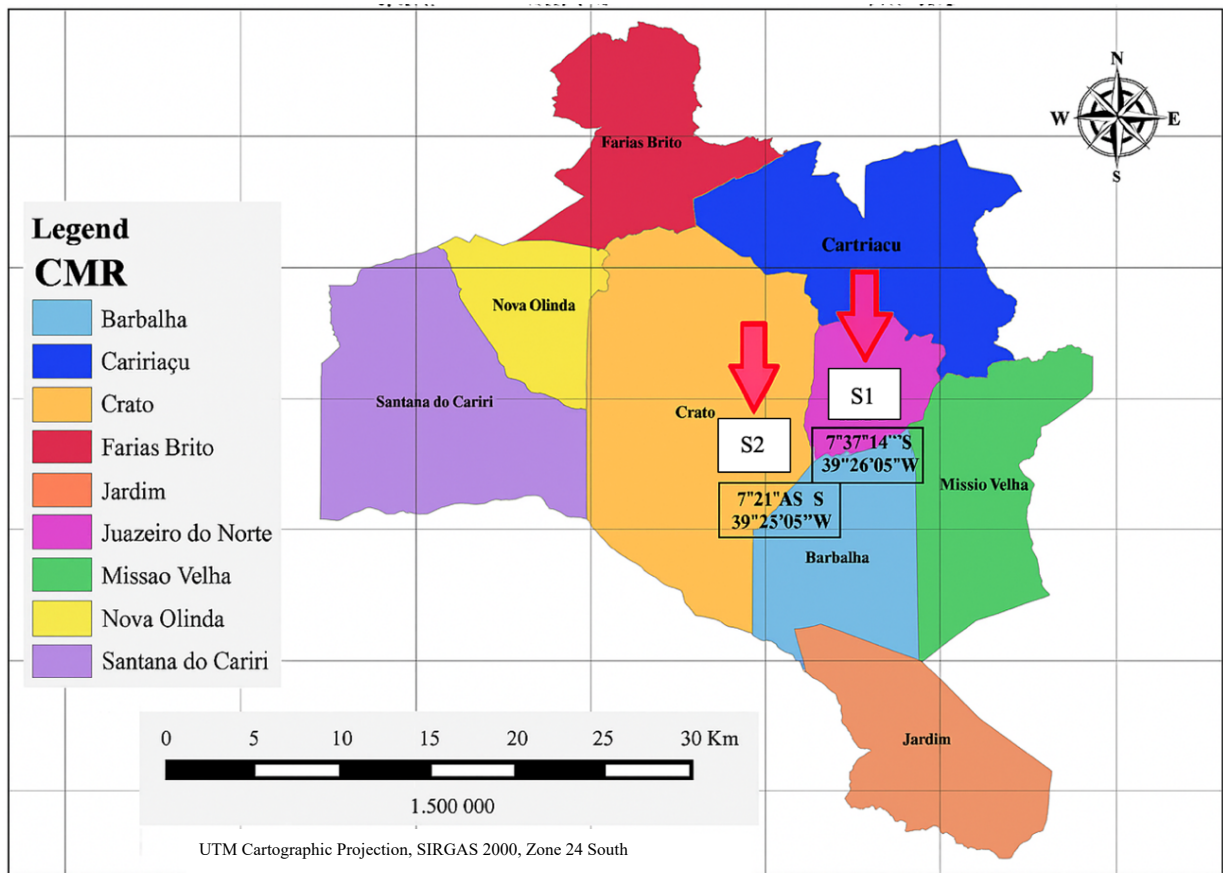 N
W E
S
Farias Brito
Cartriacu
Nova Olinda
Santana do Cariri
Crato
S1
S2
7"37"14"'S
39"26'05"W
7"21"AS S
39"25'05"W
Missio Velha
Barbalha
Jardim
Legend
CMR
Barbalha
Caririaçu
Crato
Farias Brito
Jardim
Juazeiro do Norte
Missao Velha
Nova Olinda
Santana do Cariri
0 5 10 15 20 25 30 Km
1.500 000
UTM Cartographic Projection, SIRGAS 2000, Zone 24 South